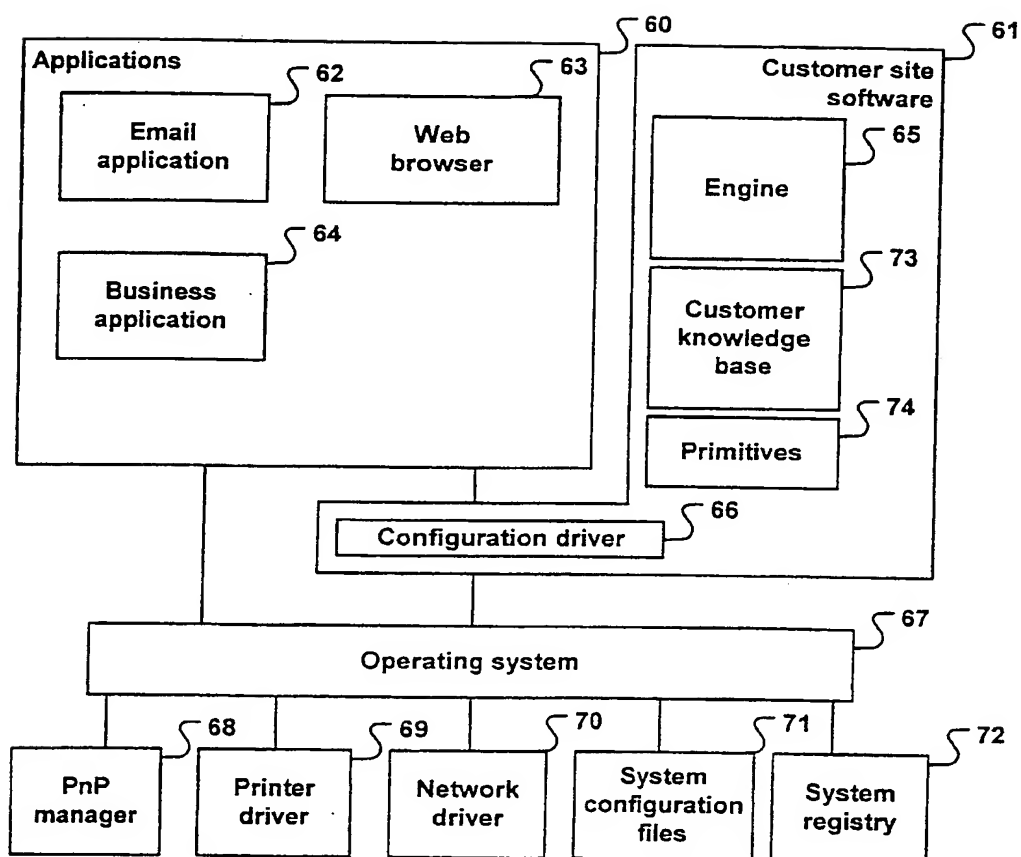 60
61
Applications
62
63
Customer site
software
Email
application
Web
browser
65
Engine
64
73
Business
application
Customer
knowledge
base
74
Primitives
66
Configuration driver
67
Operating system
68
69
70
71
72
PnP
manager
Printer
driver
Network
driver
System
configuration
files
System
registry